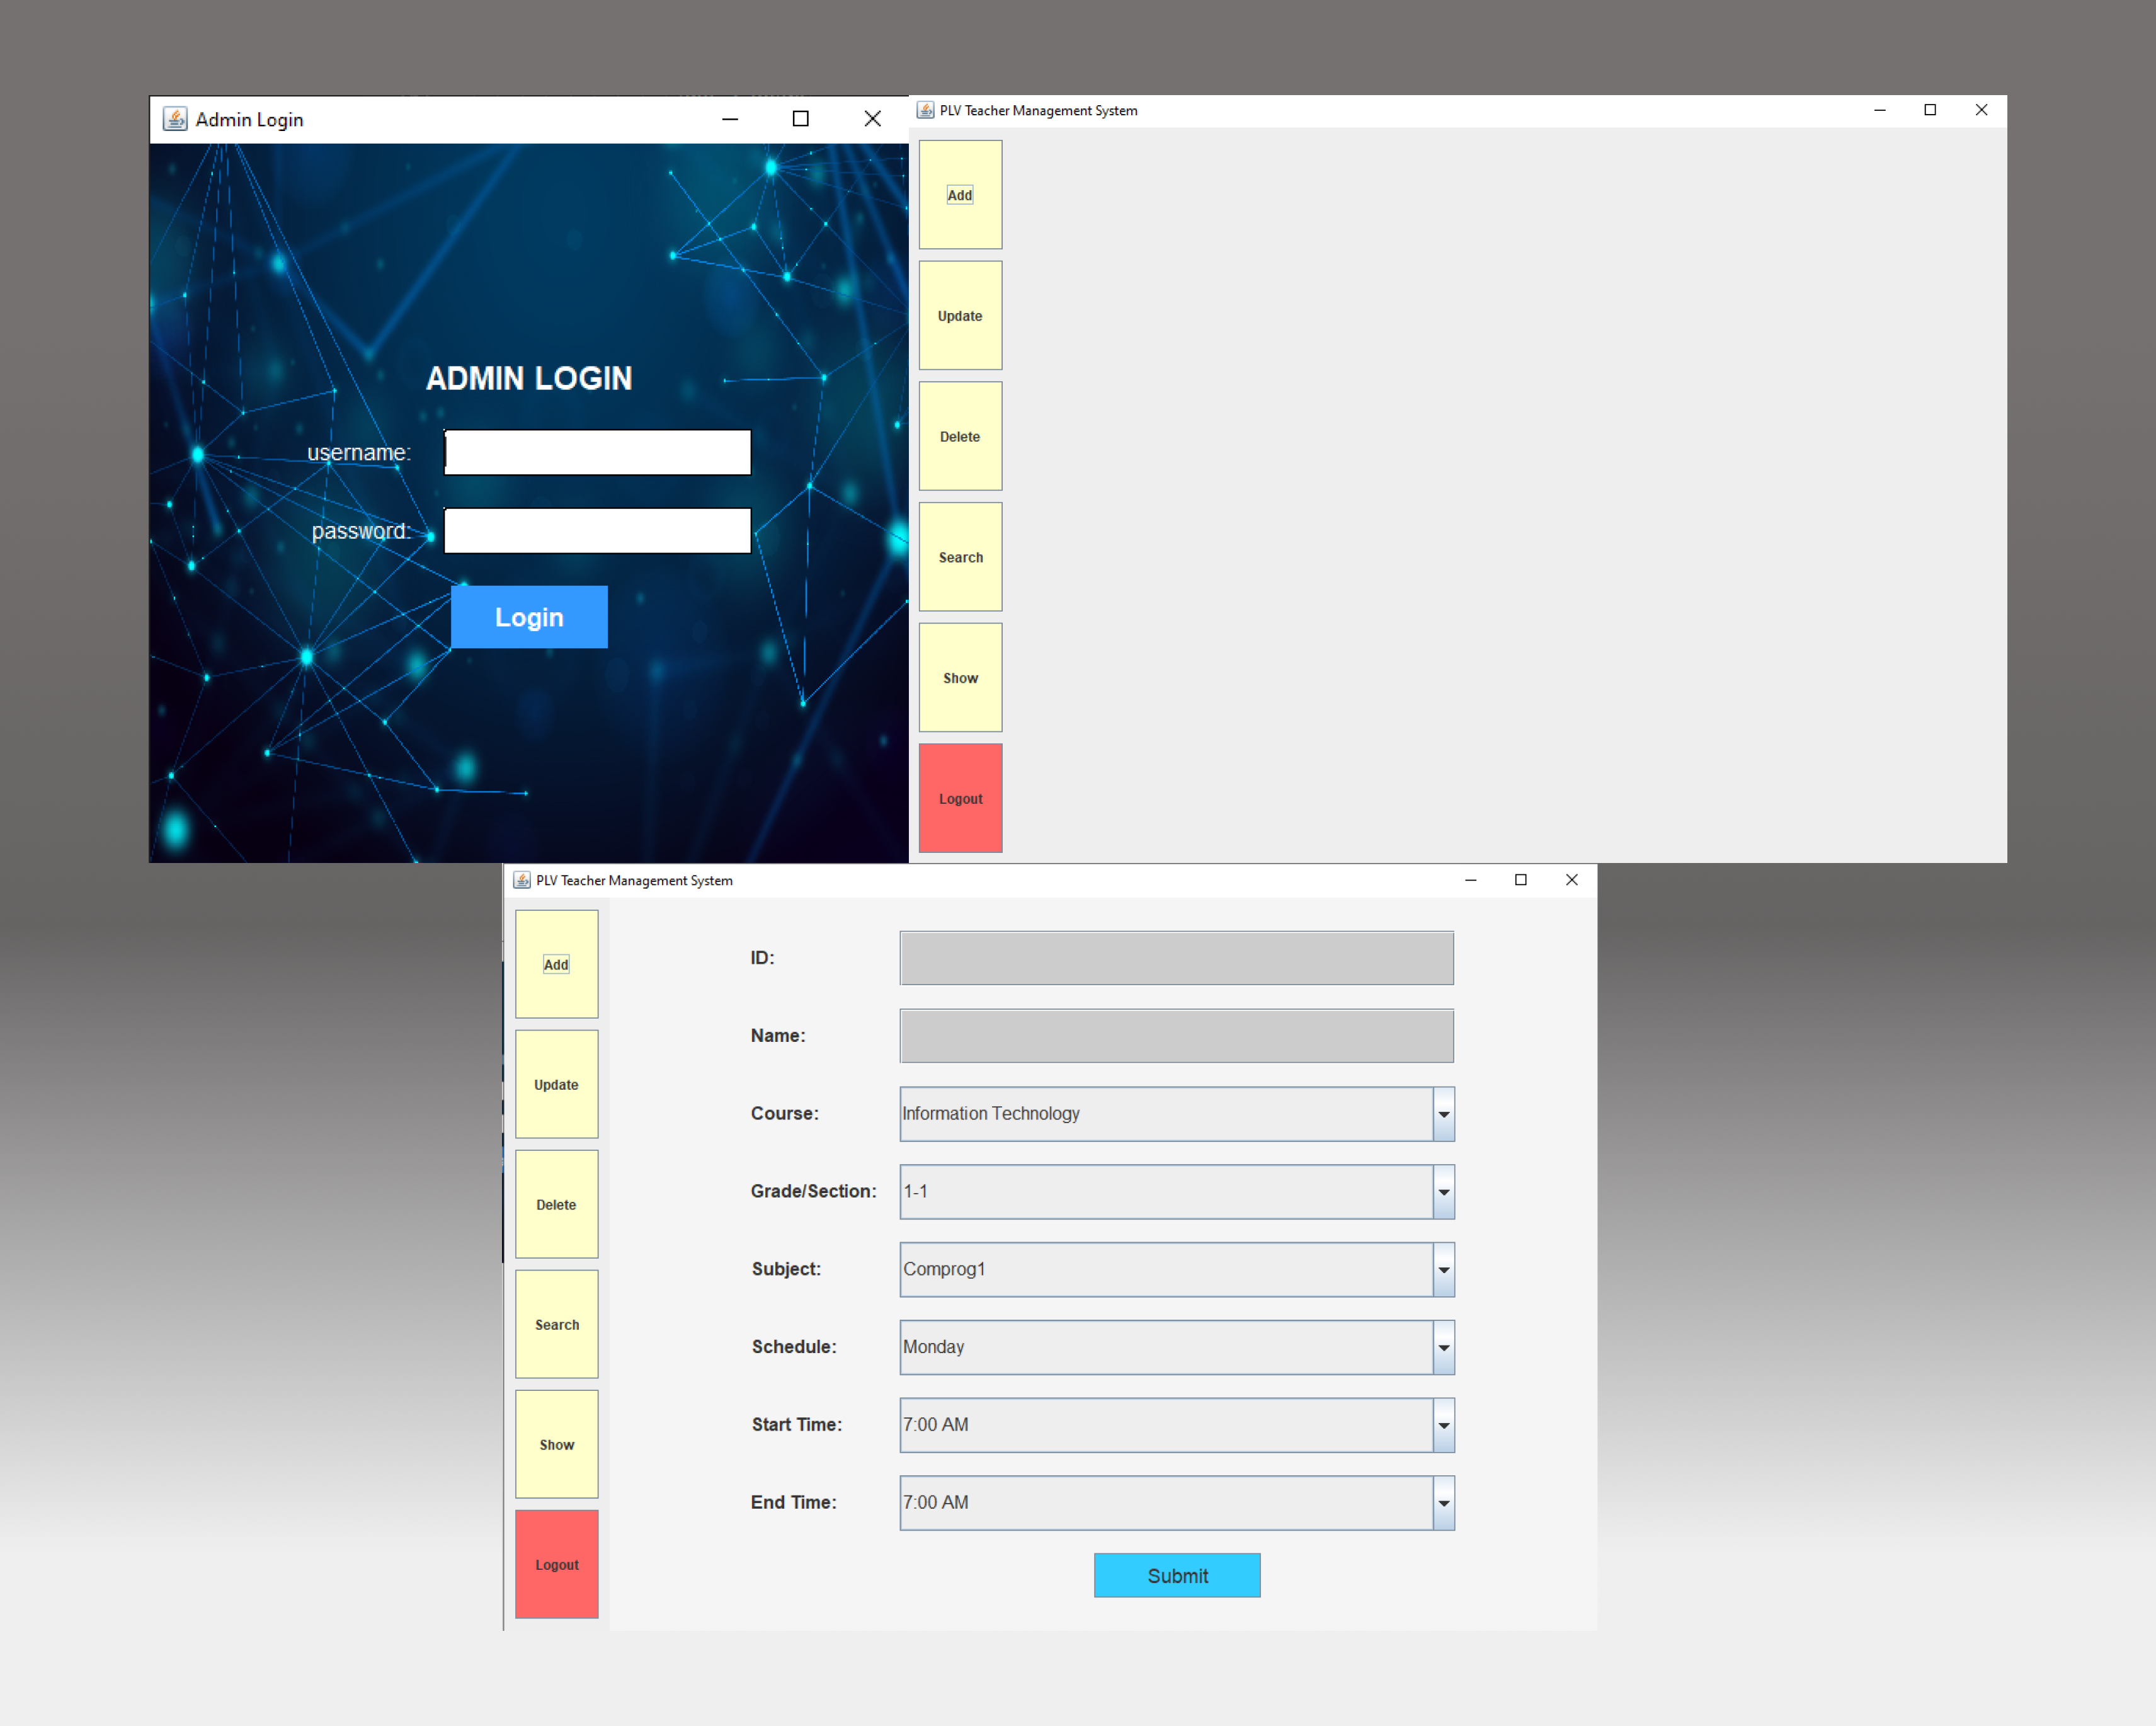 Admin Login
ADMIN LOGIN
username:
password:
Login
PLV Teacher Management System
Add
Update
Delete
Search
Show
Logout
PLV Teacher Management System
Add
Update
Delete
Search
Show
Logout
ID:
Name:
Course: Information Technology
Grade/Section: 1-1
Subject: Comprog1
Schedule: Monday
Start Time: 7:00 AM
End Time: 7:00 AM
Submit